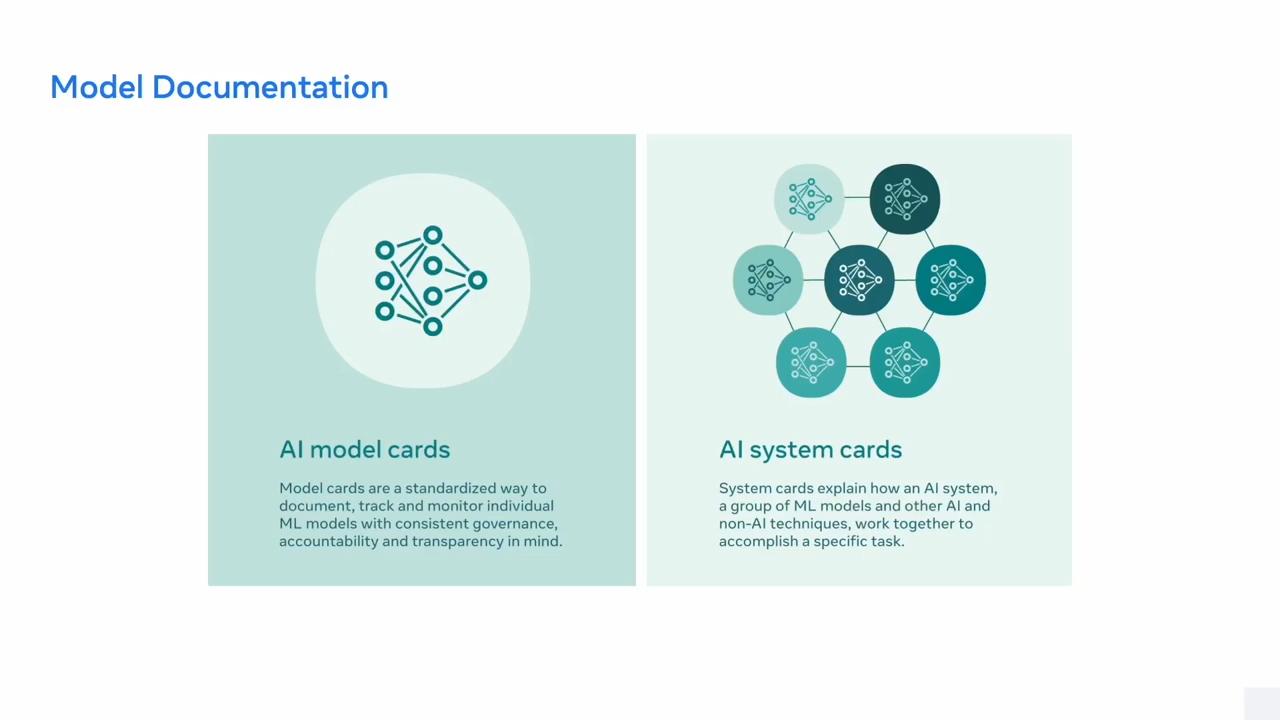 Model Documentation
AI model cards
Model cards are a standardized way to
document, track and monitor individual
ML models with consistent governance,
accountability and transparency in mind.
AI system cards
System cards explain how an AI system,
a group of ML models and other AI and
non-AI techniques, work together to
accomplish a specific task.